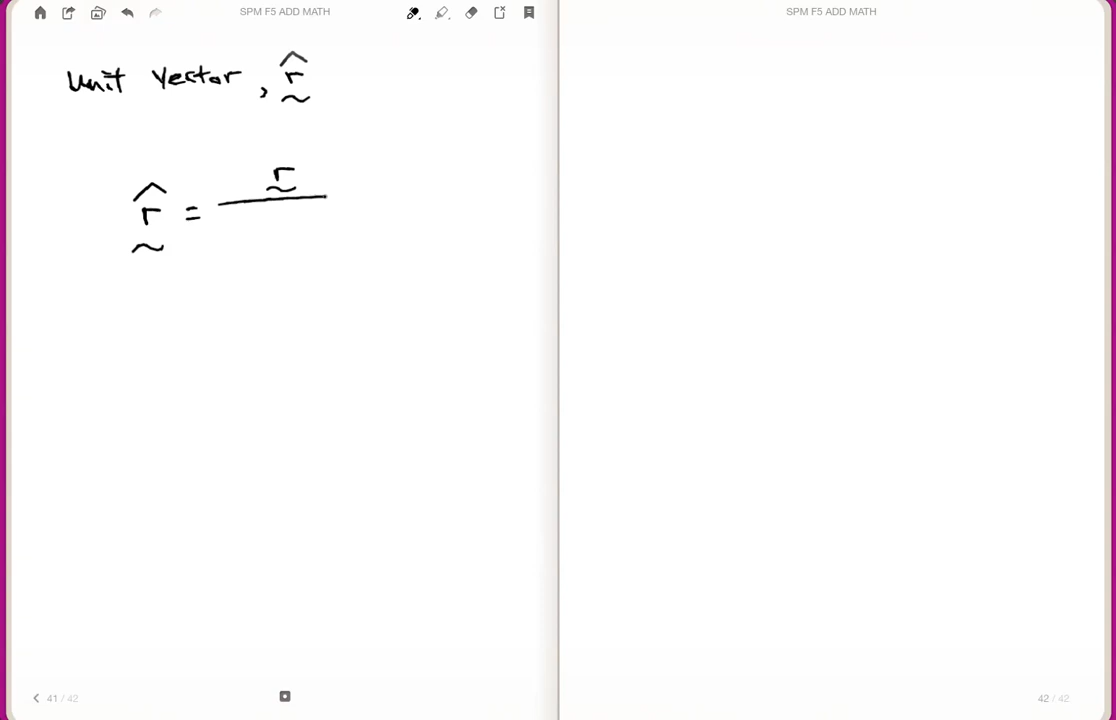 SPM F5 ADD MATH
SPM F5 ADD MATH
Unit Vector, r̰̂
r̰̂ = r̰ /
41 / 42
42 / 42